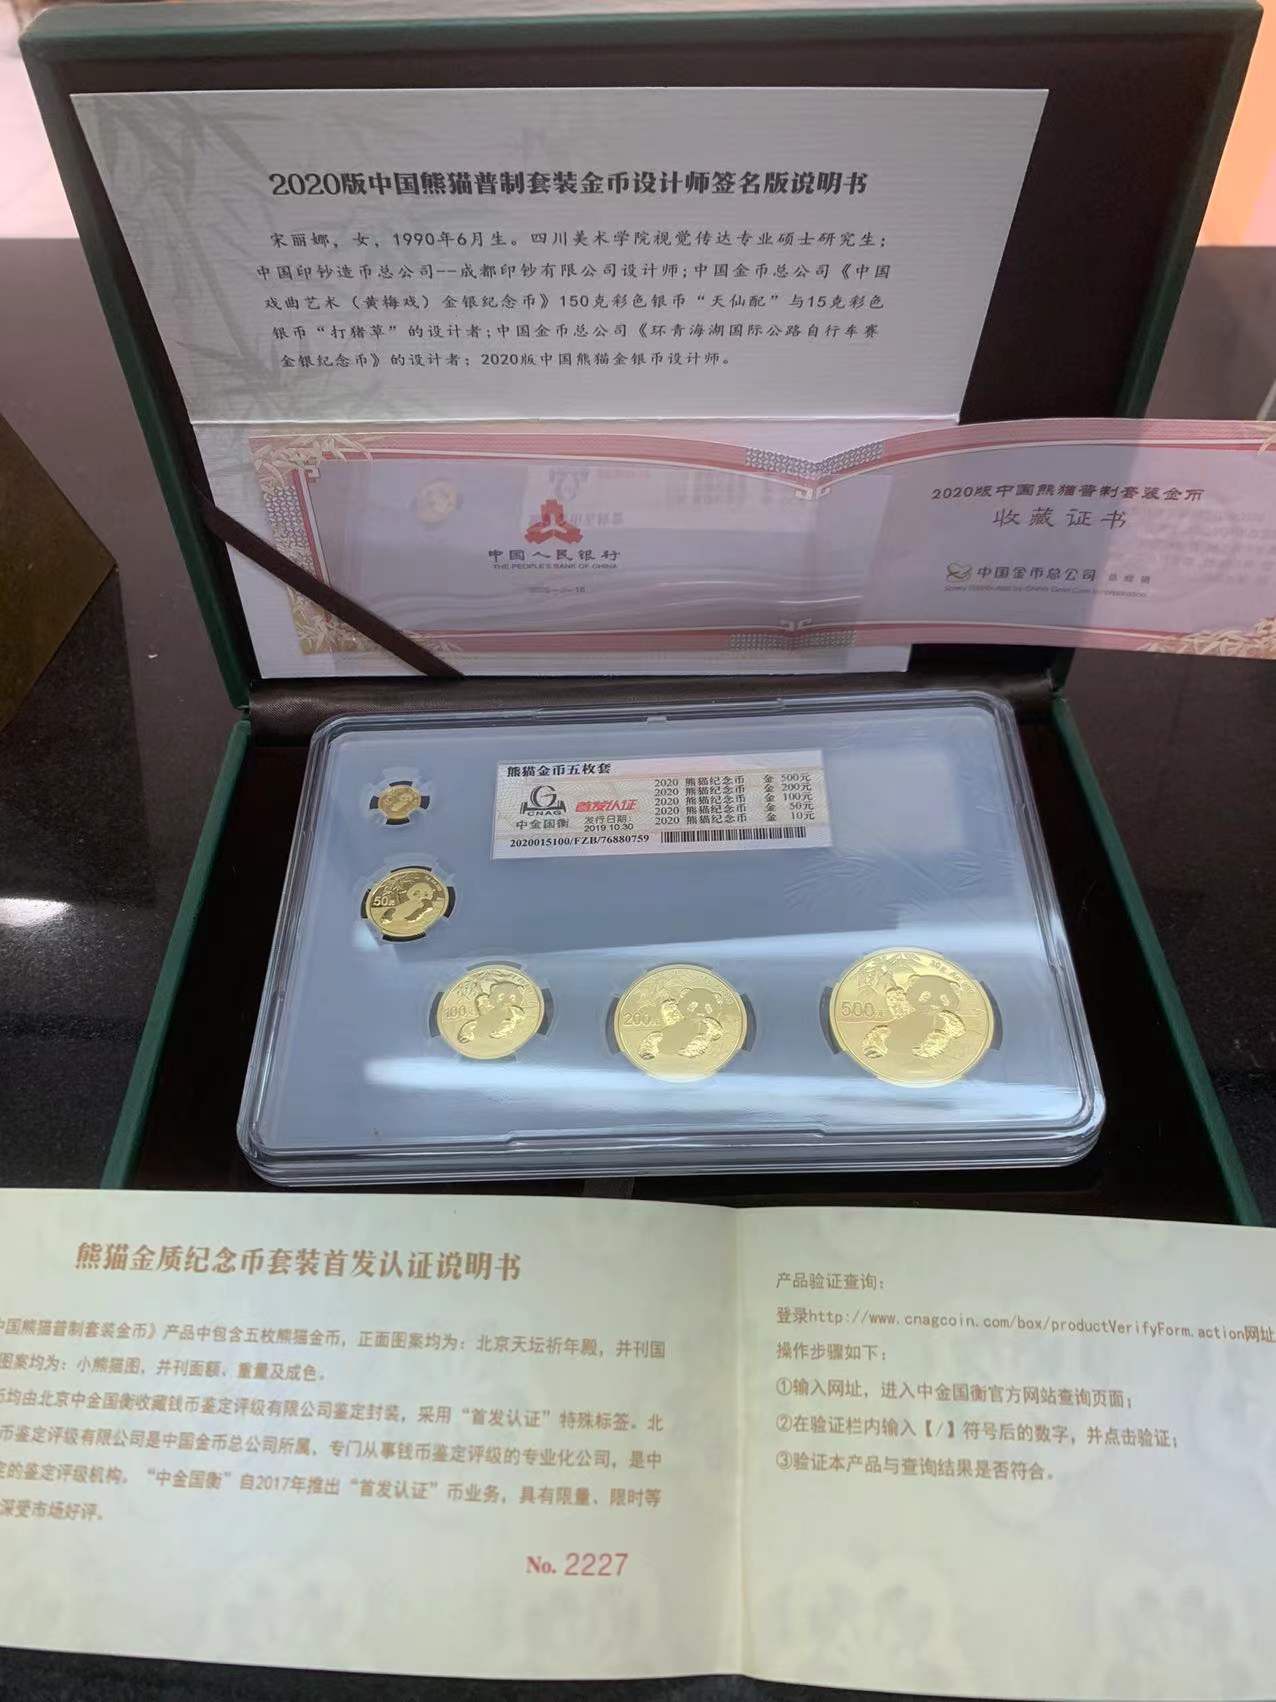 2020版中国熊猫普制套装金币设计师签名版说明书
宋丽娜，女，1990年6月生。四川美术学院视觉传达专业硕士研究生；
中国印钞造币总公司--成都印钞有限公司设计师；中国金币总公司《中国
戏曲艺术（黄梅戏）金银纪念币》150克彩色银币“天仙配”与15克彩色
银币“打猪草”的设计者；中国金币总公司《环青海湖国际公路自行车赛
金银纪念币》的设计者；2020版中国熊猫金银币设计师。
中国人民银行
THE PEOPLE'S BANK OF CHINA
2020版中国熊猫普制套装金币
收藏证书
中国金币总公司 总经销
熊猫金币五枚套
CNAG
中金国衡
首发认证
发行日期：
2019.10.30
2020 熊猫纪念币 金 500元
2020 熊猫纪念币 金 200元
2020 熊猫纪念币 金 100元
2020 熊猫纪念币 金 50元
2020 熊猫纪念币 金 10元
2020015100/FZB/76880759
50元
100元
200元
500元
熊猫金质纪念币套装首发认证说明书
中国熊猫普制套装金币》产品中包含五枚熊猫金币，正面图案均为：北京天坛祈年殿，并刊国
图案均为：小熊猫图，并刊面额、重量及成色。
币均由北京中金国衡收藏钱币鉴定评级有限公司鉴定封装，采用“首发认证”特殊标签。北
币鉴定评级有限公司是中国金币总公司所属，专门从事钱币鉴定评级的专业化公司，是中
定的鉴定评级机构。“中金国衡”自2017年推出“首发认证”币业务，具有限量、限时等
深受市场好评。
No. 2227
产品验证查询：
登录http://www.cnagcoin.com/box/productVerifyForm.action网址
操作步骤如下：
①输入网址，进入中金国衡官方网站查询页面；
②在验证栏内输入【/】符号后的数字，并点击验证；
③验证本产品与查询结果是否符合。